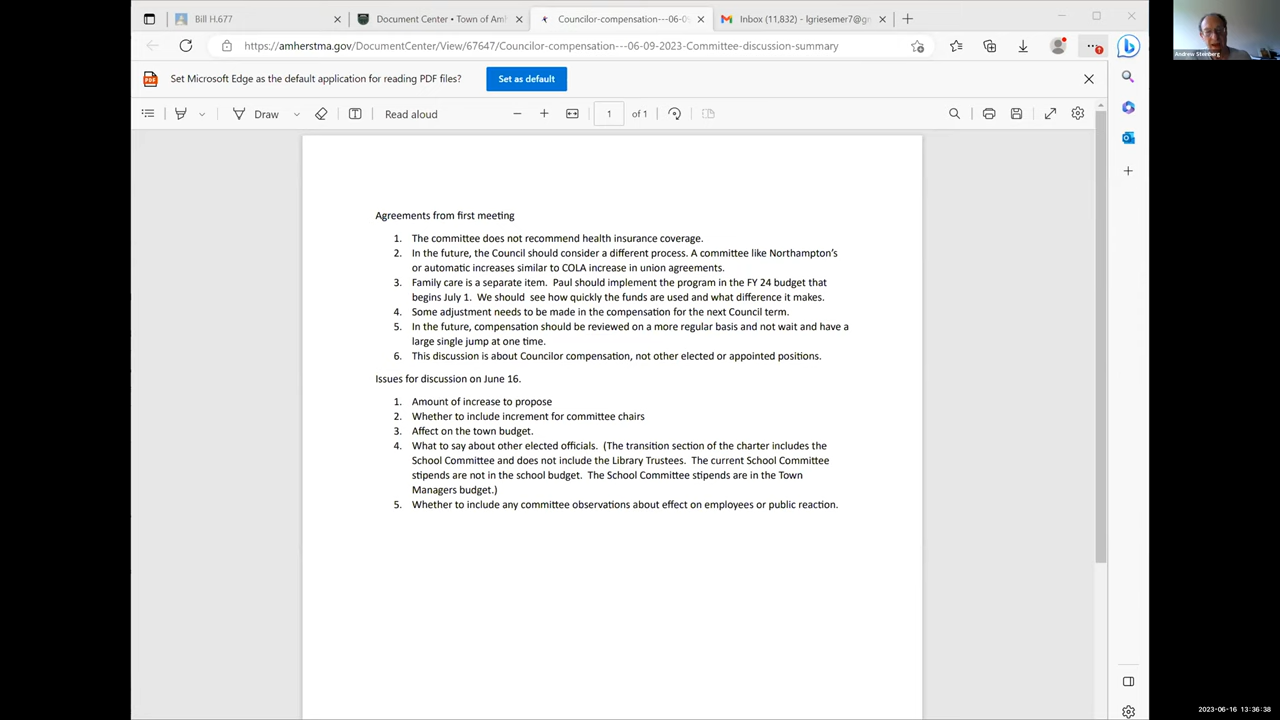 Bill H.677
Document Center • Town of Amh
Councilor-compensation---06-09
Inbox (11,832) - lgriesemer7@g
https://amherstma.gov/DocumentCenter/View/67647/Councilor-compensation---06-09-2023-Committee-discussion-summary
Andrew Steinberg
Set Microsoft Edge as the default application for reading PDF files?
Set as default
Draw
Read aloud
1
of 1
Agreements from first meeting
1. The committee does not recommend health insurance coverage.
2. In the future, the Council should consider a different process. A committee like Northampton's
or automatic increases similar to COLA increase in union agreements.
3. Family care is a separate item. Paul should implement the program in the FY 24 budget that
begins July 1. We should see how quickly the funds are used and what difference it makes.
4. Some adjustment needs to be made in the compensation for the next Council term.
5. In the future, compensation should be reviewed on a more regular basis and not wait and have a
large single jump at one time.
6. This discussion is about Councilor compensation, not other elected or appointed positions.
Issues for discussion on June 16.
1. Amount of increase to propose
2. Whether to include increment for committee chairs
3. Affect on the town budget.
4. What to say about other elected officials. (The transition section of the charter includes the
School Committee and does not include the Library Trustees. The current School Committee
stipends are not in the school budget. The School Committee stipends are in the Town
Managers budget.)
5. Whether to include any committee observations about effect on employees or public reaction.
2023-06-16 13:36:38